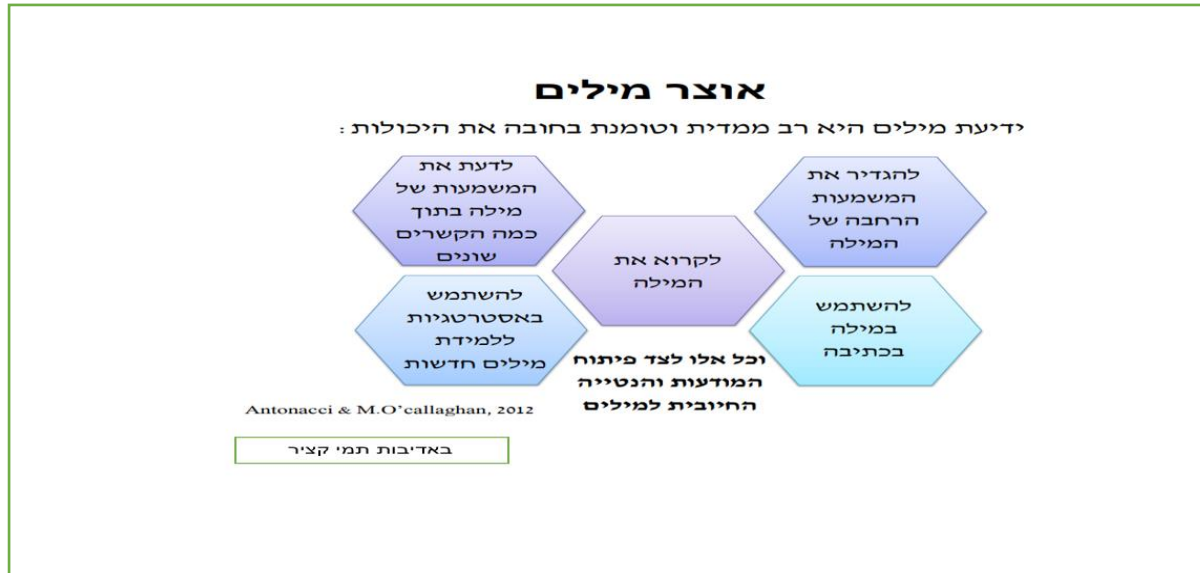 אוצר מילים
ידיעת מילים היא רב ממדית וטומנת בחובה את היכולות :
להגדיר את
המשמעות
הרחבה של
המילה
לדעת את
המשמעות של
מילה בתוך
כמה הקשרים
שונים
לקרוא את
המילה
להשתמש
במילה
בכתיבה
להשתמש
באסטרטגיות
ללמידת
מילים חדשות
וכל אלו לצד פיתוח
המודעות והנטייה
החיובית למילים
Antonacci & M.O’callaghan, 2012
באדיבות תמי קציר